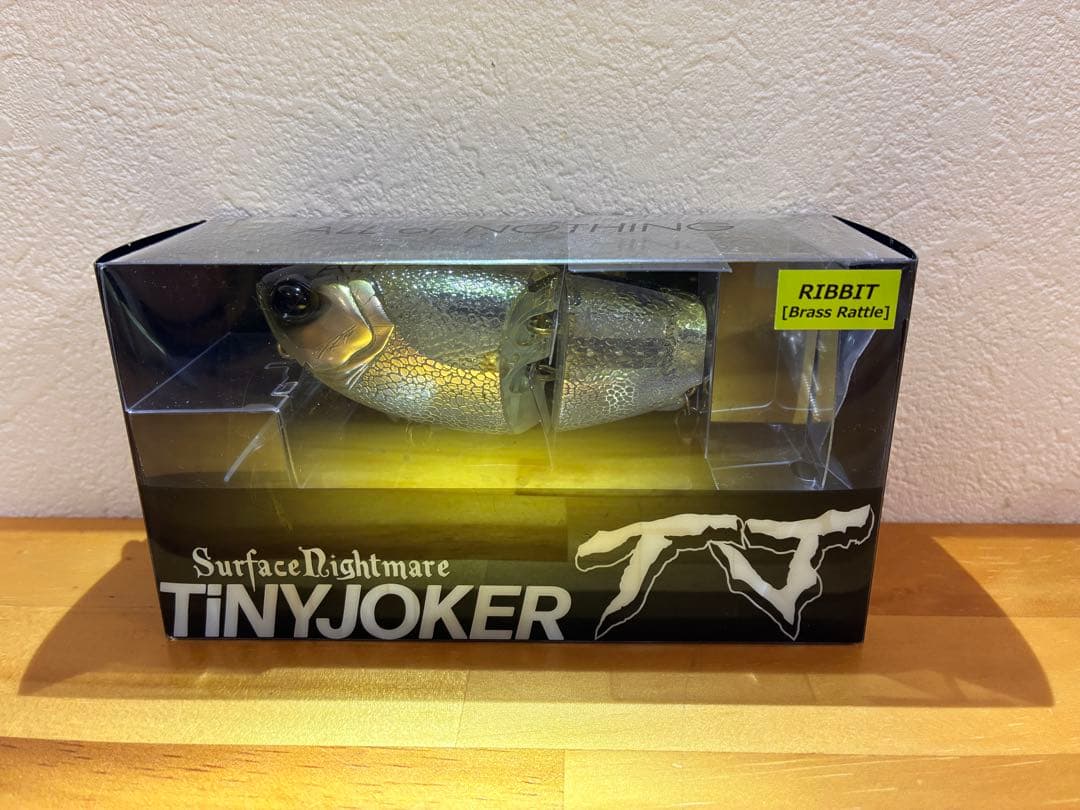 ALL or NOTHING
RIBBIT
[Brass Rattle]
SurfaceNightmare
TiNYJOKER
TJ